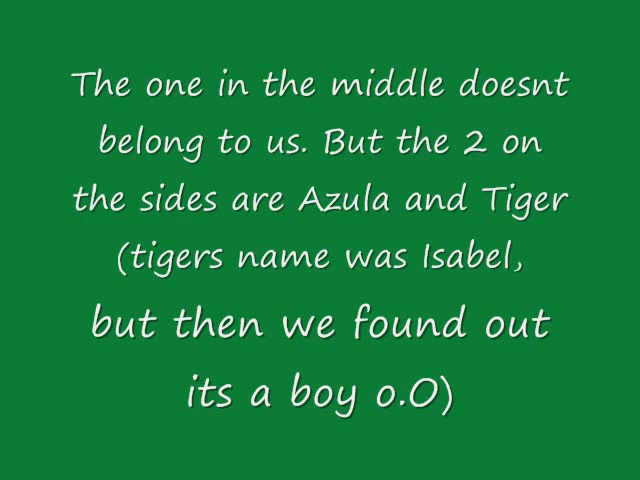 The one in the middle doesnt
belong to us. But the 2 on
the sides are Azula and Tiger
(tigers name was Isabel,
but then we found out
its a boy o.O)